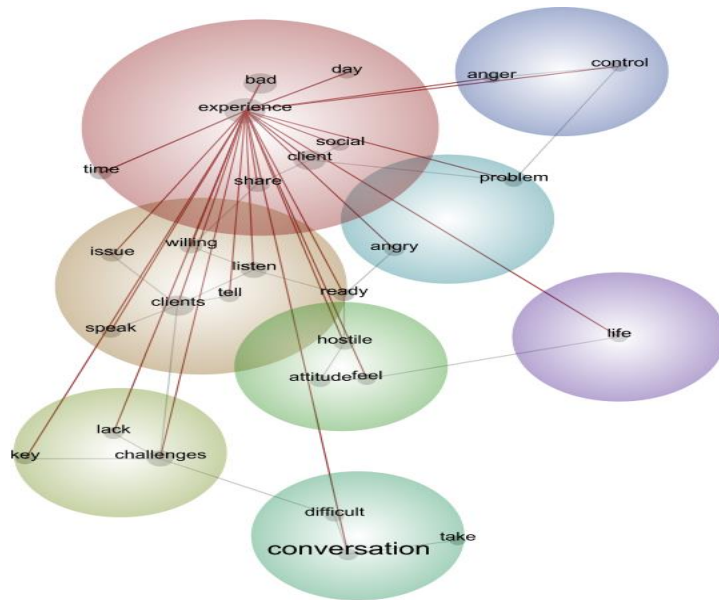 control
day
anger
bad
experience
social
client
time
problem
share
willing
angry
issue
listen
ready
tell
clients
speak
hostile
life
attitude
feel
lack
key
challenges
difficult
take
conversation